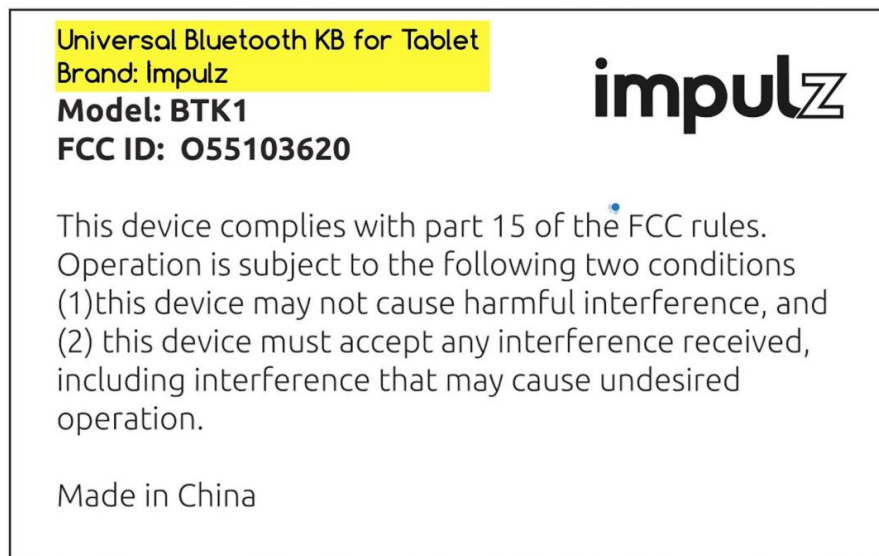 Universal Bluetooth KB for Tablet
Brand: İmpulz
impulz
Model: BTK1
FCC ID: O55103620
This device complies with part 15 of the FCC rules.
Operation is subject to the following two conditions
(1)this device may not cause harmful interference, and
(2) this device must accept any interference received,
including interference that may cause undesired
operation.
Made in China